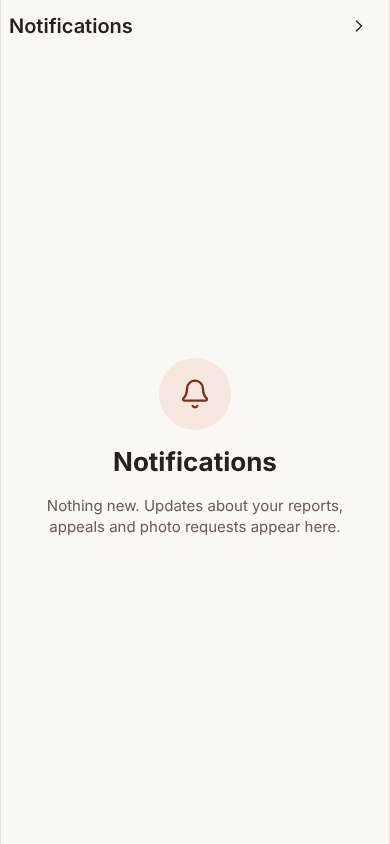 Notifications
Notifications
Nothing new. Updates about your reports,
appeals and photo requests appear here.